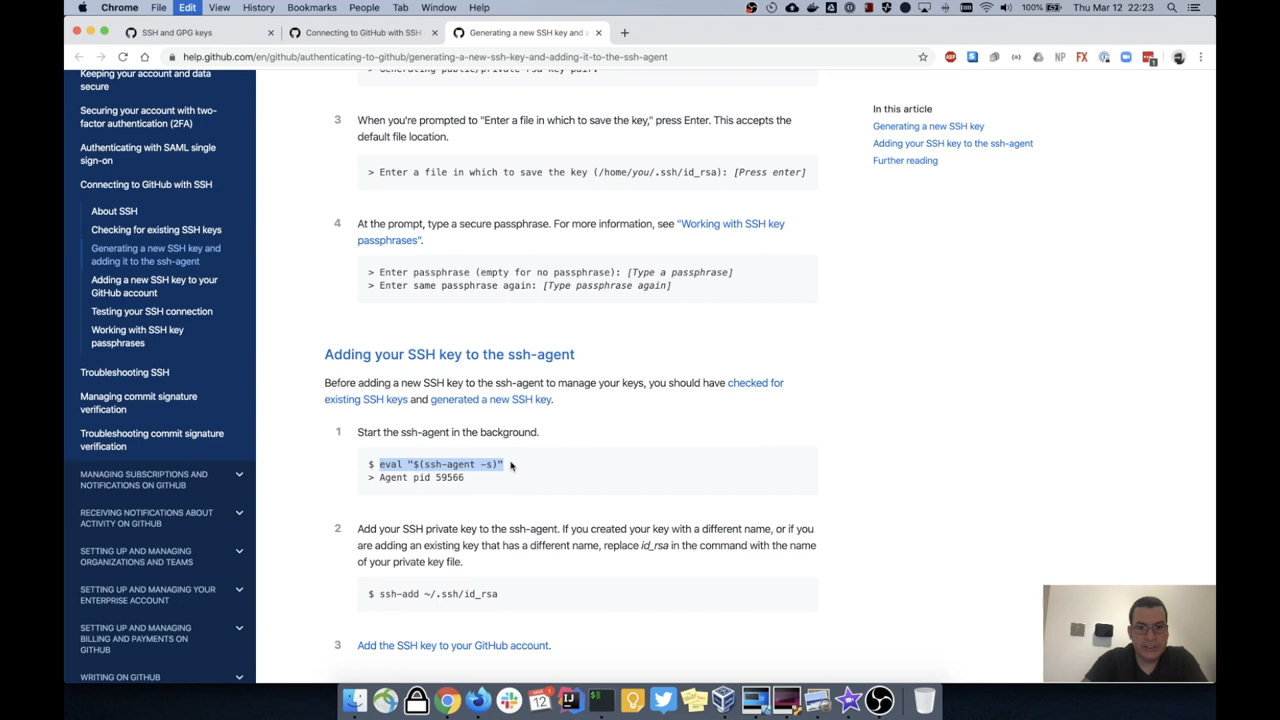 Chrome File Edit View History Bookmarks People Tab Window Help 100% Thu Mar 12 22:23
SSH and GPG keys × Connecting to GitHub with SSH × Generating a new SSH key and × +
help.github.com/en/github/authenticating-to-github/generating-a-new-ssh-key-and-adding-it-to-the-ssh-agent
ABP NP FX 1
Keeping your account and data
secure
Securing your account with two-
factor authentication (2FA)
Authenticating with SAML single
sign-on
Connecting to GitHub with SSH
About SSH
Checking for existing SSH keys
Generating a new SSH key and
adding it to the ssh-agent
Adding a new SSH key to your
GitHub account
Testing your SSH connection
Working with SSH key
passphrases
Troubleshooting SSH
Managing commit signature
verification
Troubleshooting commit signature
verification
MANAGING SUBSCRIPTIONS AND
NOTIFICATIONS ON GITHUB
RECEIVING NOTIFICATIONS ABOUT
ACTIVITY ON GITHUB
SETTING UP AND MANAGING
ORGANIZATIONS AND TEAMS
SETTING UP AND MANAGING YOUR
ENTERPRISE ACCOUNT
SETTING UP AND MANAGING
BILLING AND PAYMENTS ON
GITHUB
WRITING ON GITHUB
> Generating public/private rsa key pair.
3 When you're prompted to "Enter a file in which to save the key," press Enter. This accepts the
default file location.
> Enter a file in which to save the key (/home/you/.ssh/id_rsa): [Press enter]
4 At the prompt, type a secure passphrase. For more information, see "Working with SSH key
passphrases".
> Enter passphrase (empty for no passphrase): [Type a passphrase]
> Enter same passphrase again: [Type passphrase again]
Adding your SSH key to the ssh-agent
Before adding a new SSH key to the ssh-agent to manage your keys, you should have checked for
existing SSH keys and generated a new SSH key.
1 Start the ssh-agent in the background.
$ eval "$(ssh-agent -s)"
> Agent pid 59566
2 Add your SSH private key to the ssh-agent. If you created your key with a different name, or if you
are adding an existing key that has a different name, replace id_rsa in the command with the name
of your private key file.
$ ssh-add ~/.ssh/id_rsa
3 Add the SSH key to your GitHub account.
In this article
Generating a new SSH key
Adding your SSH key to the ssh-agent
Further reading